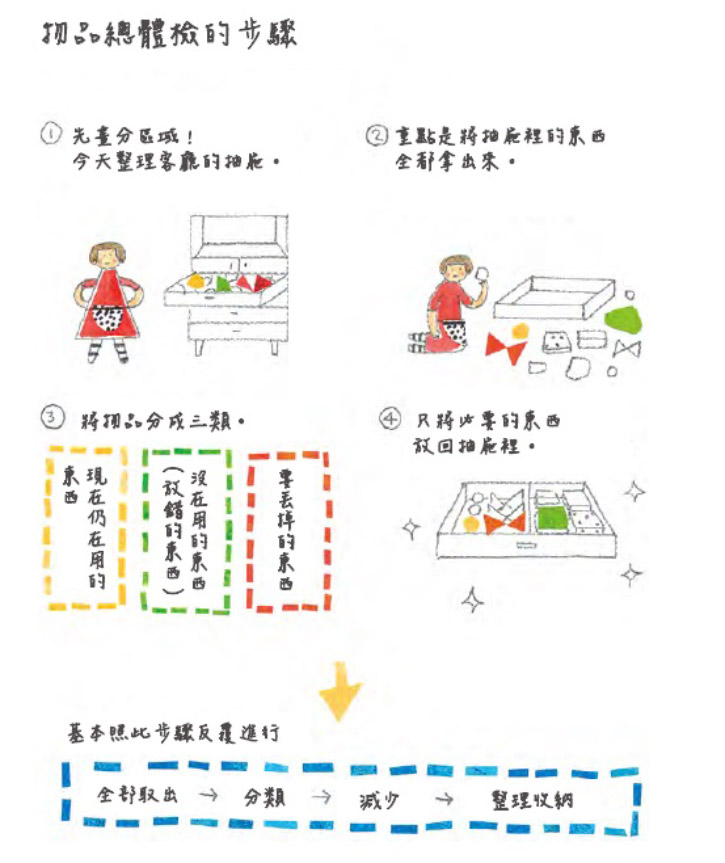 物品總體檢的步驟
① 先畫分區域！
今天整理客廳的抽屜。
② 重點是將抽屜裡的東西
全都拿出來。
③ 將物品分成三類。
現在仍在用的
東西
沒在用的東西
（放錯的東西）
要丟掉的東西
④ 只將必要的東西
放回抽屜裡。
基本照此步驟反覆進行
全部取出 → 分類 → 減少 → 整理收納